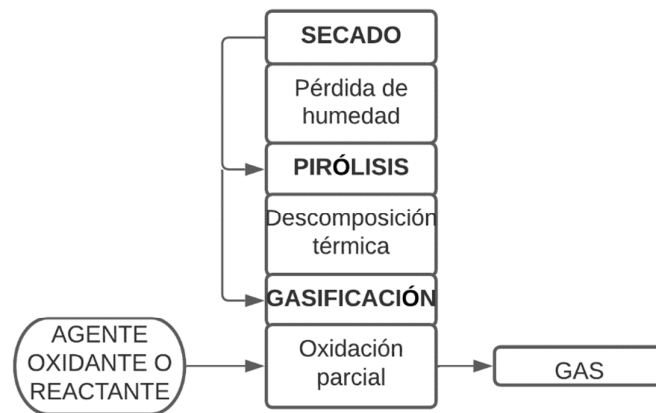 SECADO
Pérdida de
humedad
PIRÓLISIS
Descomposición
térmica
GASIFICACIÓN
AGENTE
OXIDANTE O
REACTANTE
Oxidación
parcial
GAS